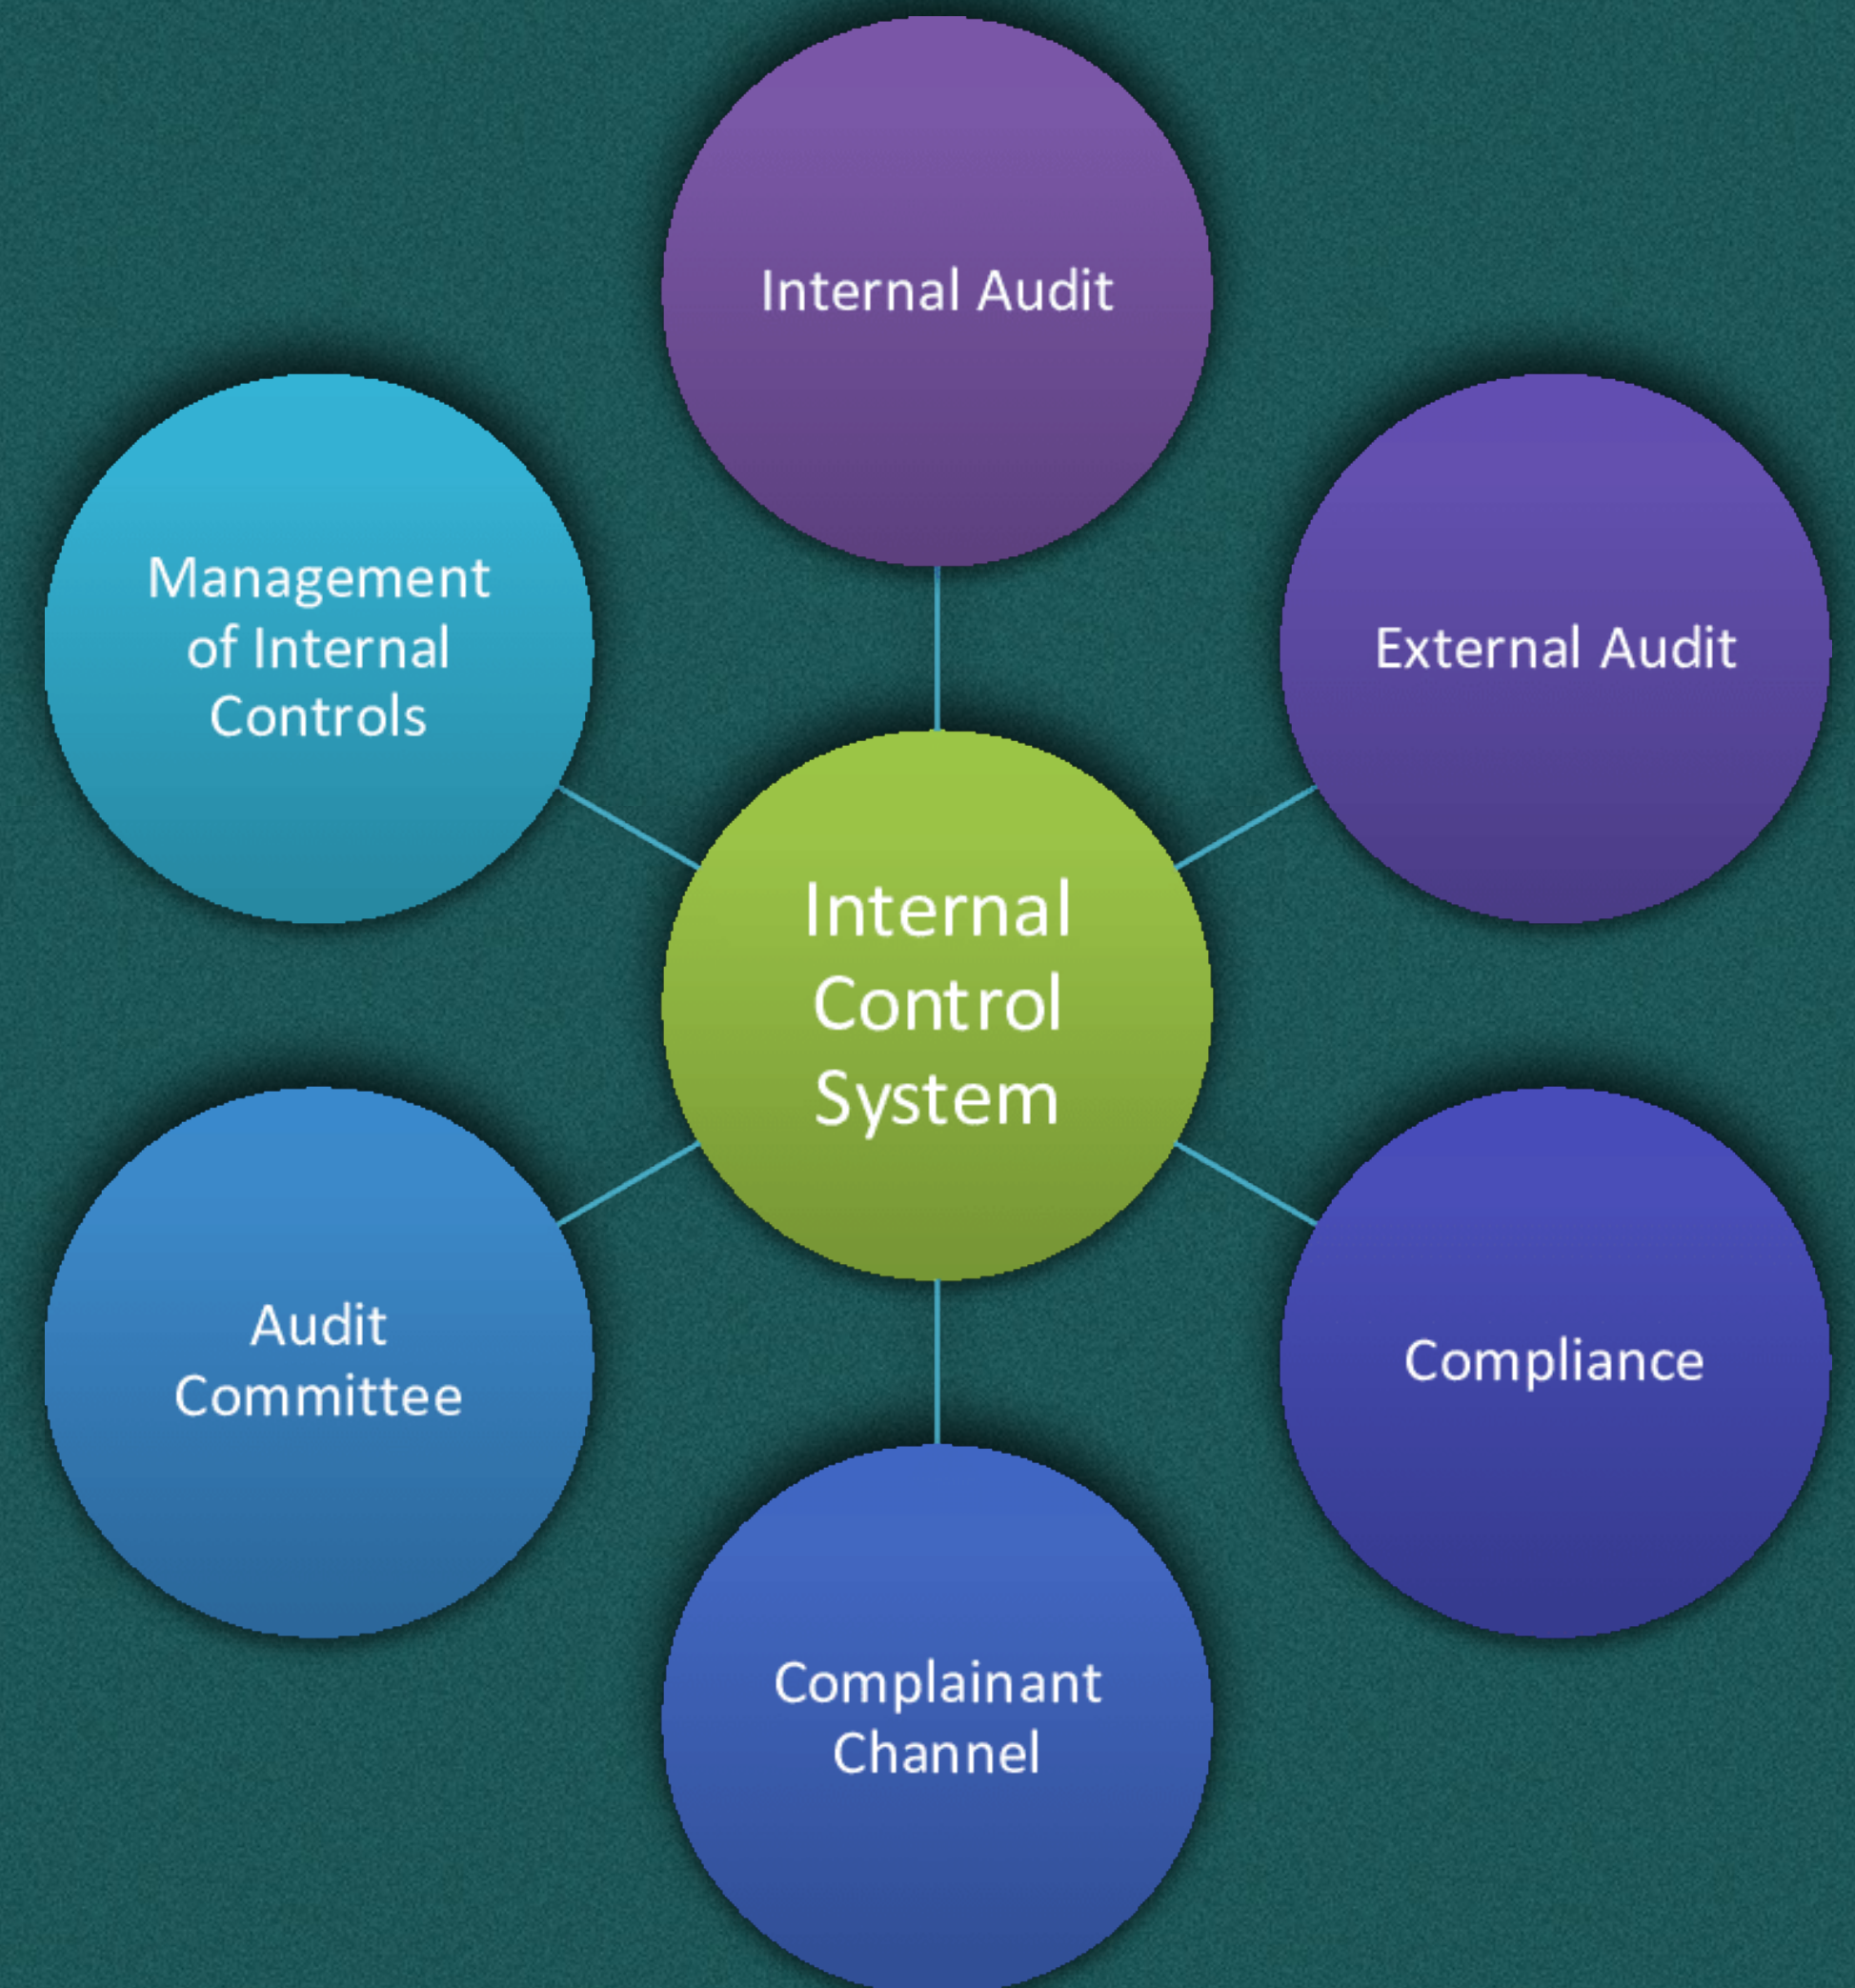 Internal Audit
Management
of Internal
Controls
External Audit
Internal
Control
System
Audit
Committee
Compliance
Complainant
Channel